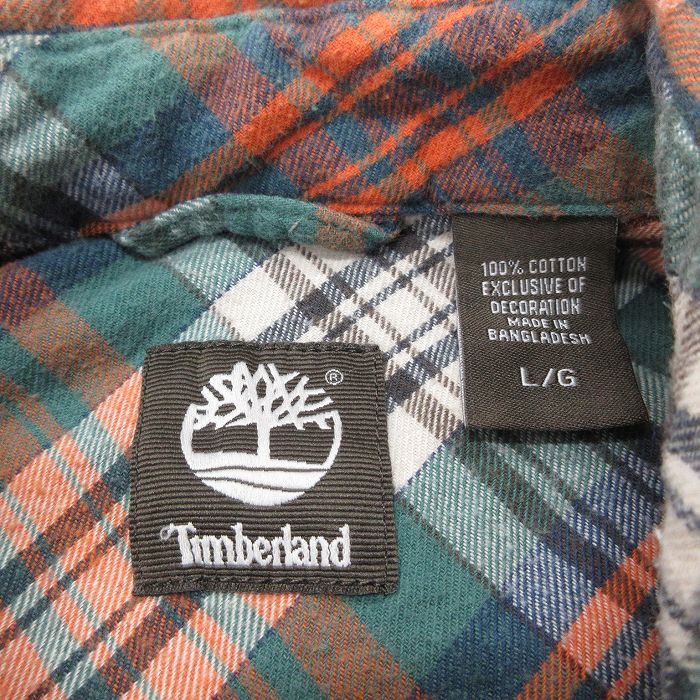 100% COTTON
EXCLUSIVE OF
DECORATION
MADE IN
BANGLADESH
L/G
®
Timberland